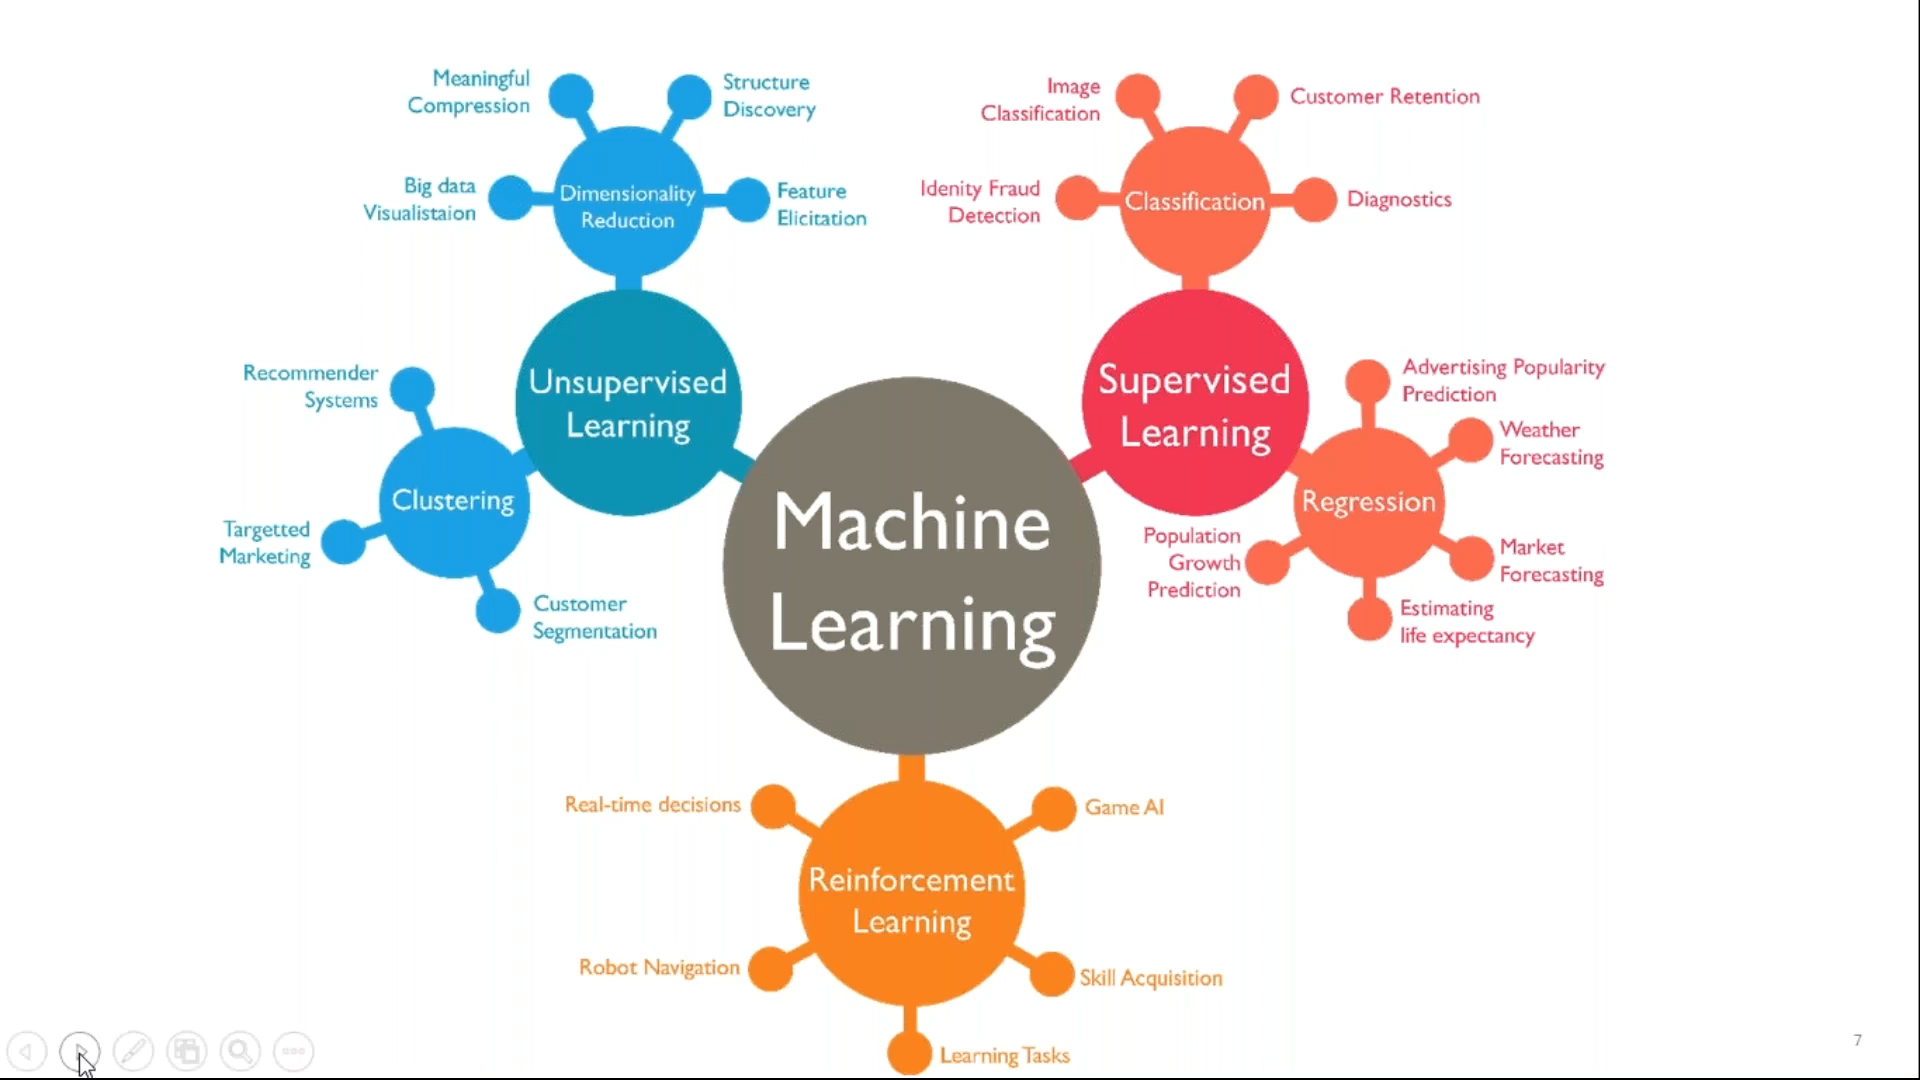 Meaningful
Compression
Structure
Discovery
Big data
Visualistaion
Dimensionality
Reduction
Feature
Elicitation
Image
Classification
Customer Retention
Idenity Fraud
Detection
Classification
Diagnostics
Recommender
Systems
Unsupervised
Learning
Clustering
Targetted
Marketing
Customer
Segmentation
Supervised
Learning
Advertising Popularity
Prediction
Weather
Forecasting
Regression
Population
Growth
Prediction
Market
Forecasting
Estimating
life expectancy
Machine
Learning
Real-time decisions
Game AI
Reinforcement
Learning
Robot Navigation
Skill Acquisition
Learning Tasks
7